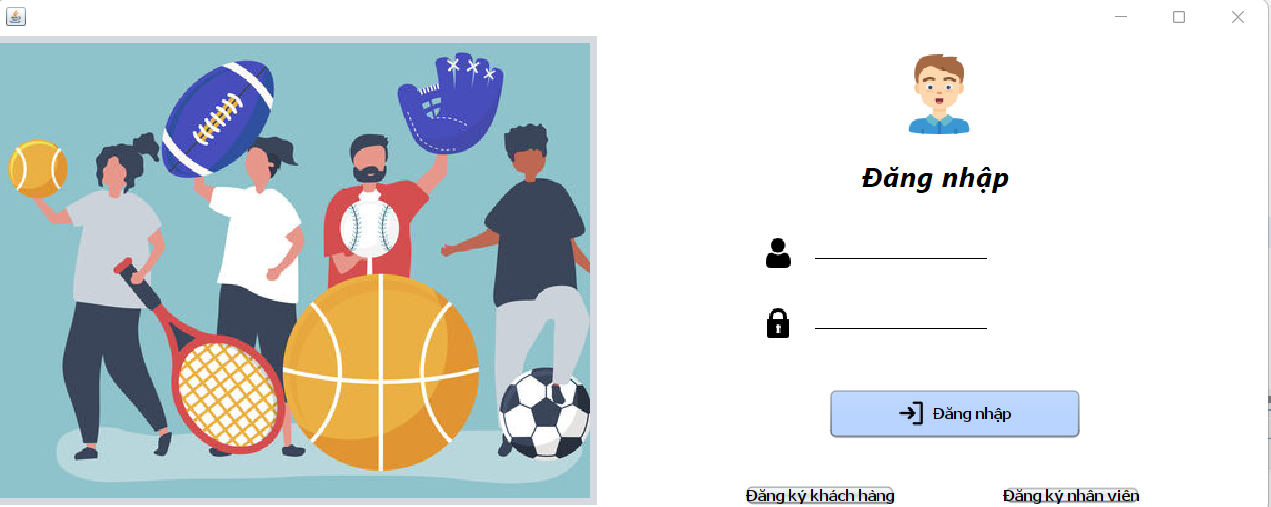 Đăng nhập
Đăng nhập
Đăng ký khách hàng
Đăng ký nhân viên